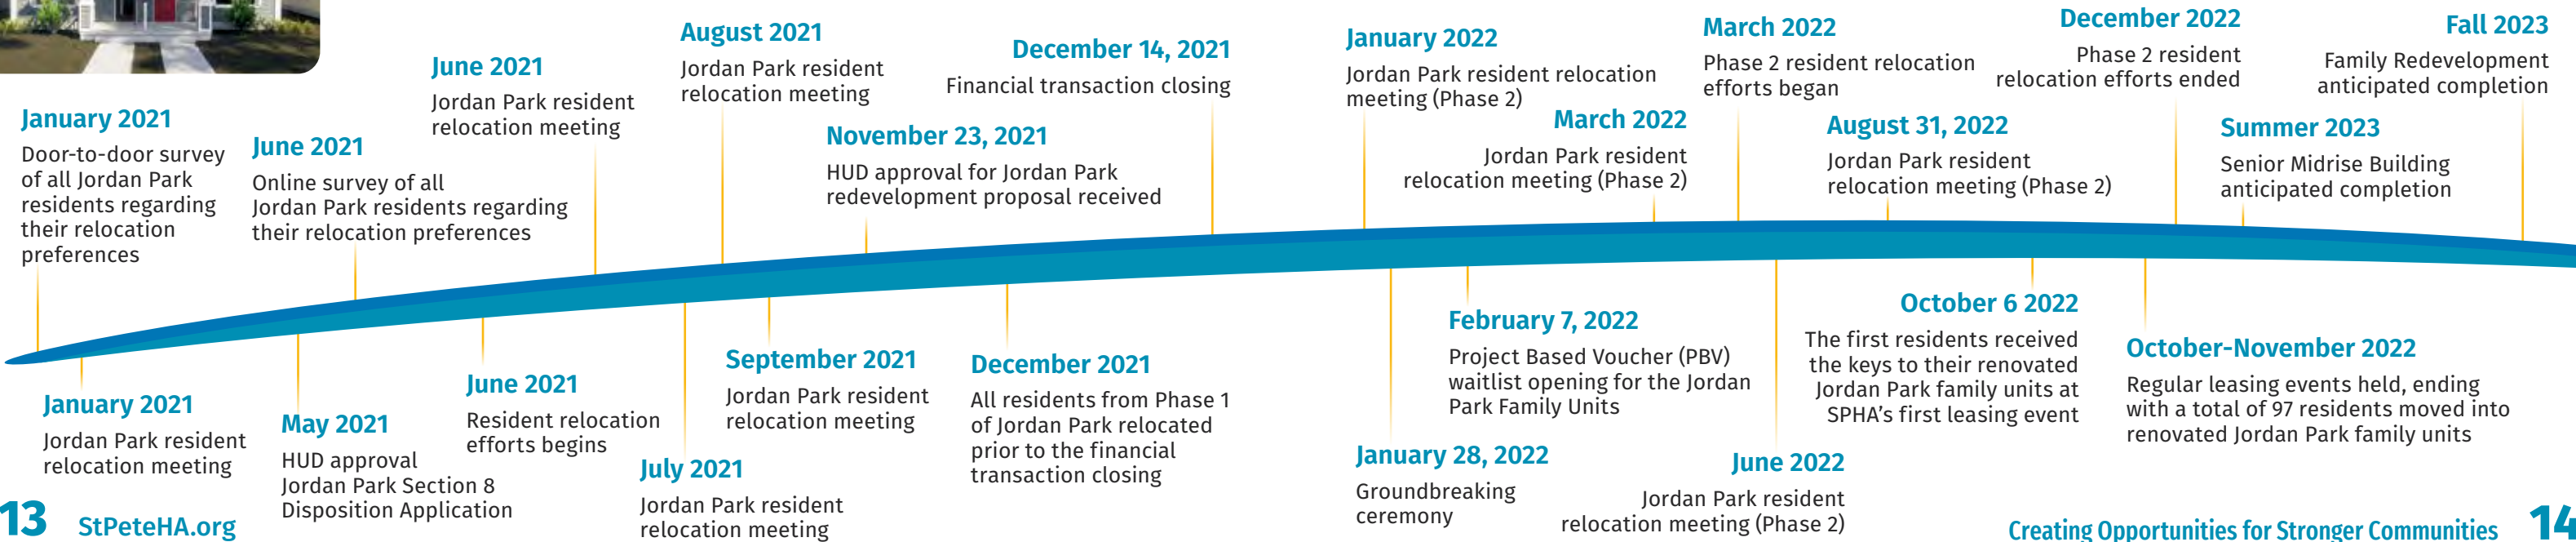 January 2021
Door-to-door survey
of all Jordan Park
residents regarding
their relocation
preferences
January 2021
Jordan Park resident
relocation meeting
May 2021
HUD approval
Jordan Park Section 8
Disposition Application
June 2021
Online survey of all
Jordan Park residents regarding
their relocation preferences
June 2021
Resident relocation
efforts begins
June 2021
Jordan Park resident
relocation meeting
July 2021
Jordan Park resident
relocation meeting
August 2021
Jordan Park resident
relocation meeting
September 2021
Jordan Park resident
relocation meeting
November 23, 2021
HUD approval for Jordan Park
redevelopment proposal received
December 2021
All residents from Phase 1
of Jordan Park relocated
prior to the financial
transaction closing
December 14, 2021
Financial transaction closing
January 2022
Jordan Park resident relocation
meeting (Phase 2)
January 28, 2022
Groundbreaking
ceremony
February 7, 2022
Project Based Voucher (PBV)
waitlist opening for the Jordan
Park Family Units
March 2022
Jordan Park resident
relocation meeting (Phase 2)
March 2022
Phase 2 resident relocation
efforts began
June 2022
Jordan Park resident
relocation meeting (Phase 2)
August 31, 2022
Jordan Park resident
relocation meeting (Phase 2)
October 6 2022
The first residents received
the keys to their renovated
Jordan Park family units at
SPHA's first leasing event
October-November 2022
Regular leasing events held, ending
with a total of 97 residents moved into
renovated Jordan Park family units
December 2022
Phase 2 resident
relocation efforts ended
Summer 2023
Senior Midrise Building
anticipated completion
Fall 2023
Family Redevelopment
anticipated completion
13 StPeteHA.org
Creating Opportunities for Stronger Communities 14